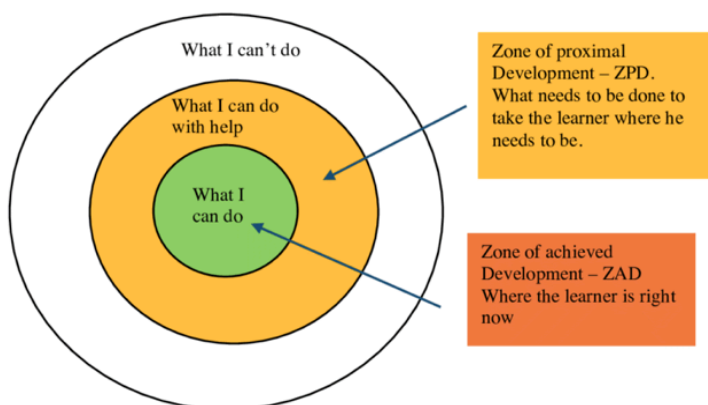 What I can't do
What I can do
with help
What I
can do
Zone of proximal
Development – ZPD.
What needs to be done to
take the learner where he
needs to be.
Zone of achieved
Development – ZAD
Where the learner is right
now